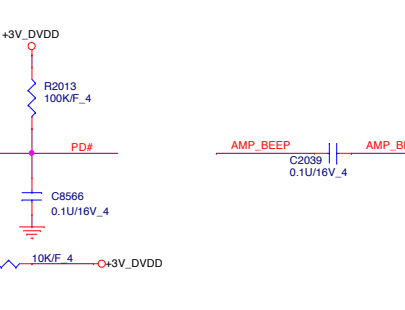 +3V_DVDD
R2013
100K/F_4
PD#
AMP_BEEP
C2039
0.1U/16V_4
C8566
0.1U/16V_4
10K/F_4
+3V_DVDD